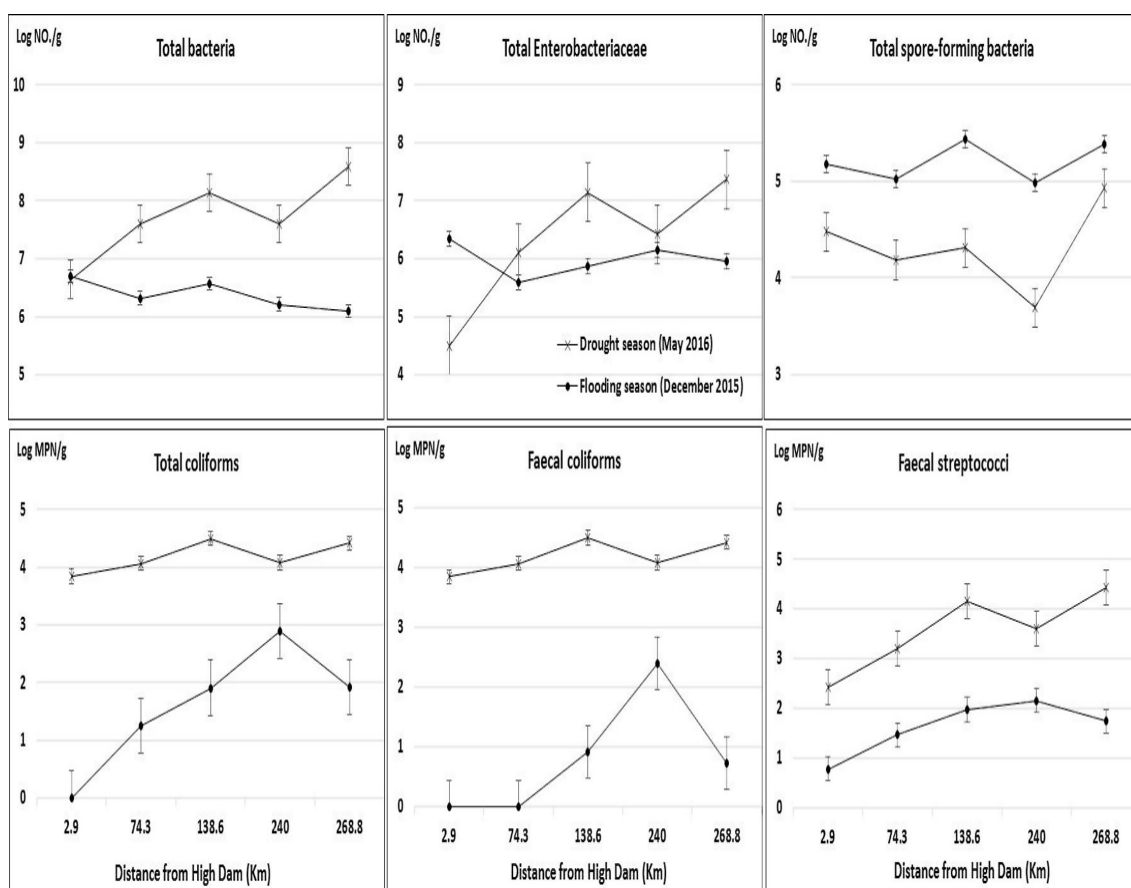 Log NO./g
Total bacteria
10
9
8
7
6
5
Log NO./g
Total Enterobacteriaceae
9
8
7
6
5
4
Drought season (May 2016)
Flooding season (December 2015)
Log NO./g
Total spore-forming bacteria
6
5
4
3
Log MPN/g
Total coliforms
5
4
3
2
1
0
2.9 74.3 138.6 240 268.8
Distance from High Dam (Km)
Log MPN/g
Faecal coliforms
5
4
3
2
1
0
2.9 74.3 138.6 240 268.8
Distance from High Dam (Km)
Log MPN/g
Faecal streptococci
6
5
4
3
2
1
0
2.9 74.3 138.6 240 268.8
Distance from High Dam (Km)